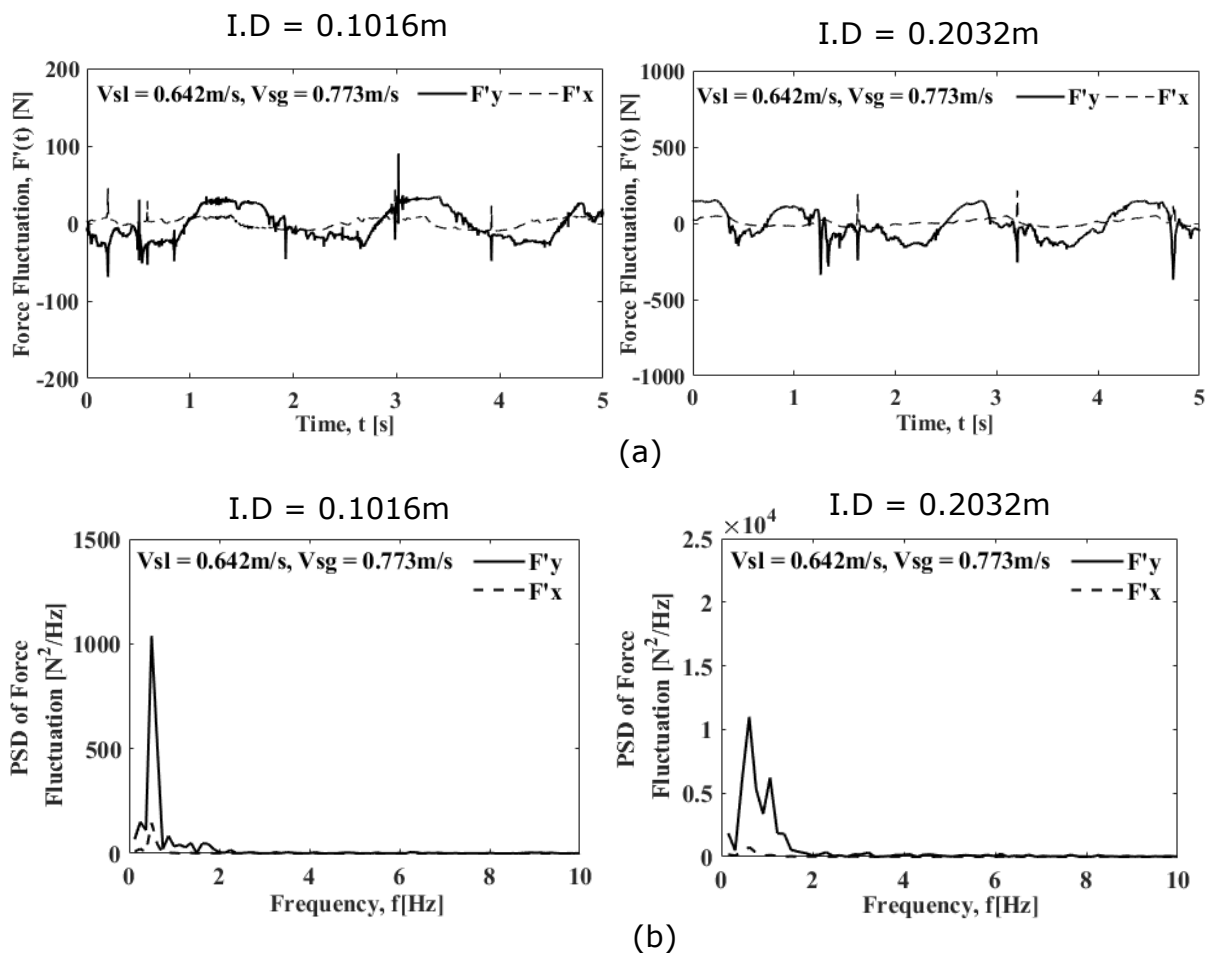 I.D = 0.1016m
200
100
0
-100
-200
Force Fluctuation, F'(t) [N]
Vsl = 0.642m/s, Vsg = 0.773m/s
F'y
F'x
0 1 2 3 4 5
Time, t [s]
I.D = 0.2032m
1000
500
0
-500
-1000
Force Fluctuation, F'(t) [N]
Vsl = 0.642m/s, Vsg = 0.773m/s
F'y
F'x
0 1 2 3 4 5
Time, t [s]
(a)
I.D = 0.1016m
1500
1000
500
0
PSD of Force
Fluctuation [N²/Hz]
Vsl = 0.642m/s, Vsg = 0.773m/s
F'y
F'x
0 2 4 6 8 10
Frequency, f[Hz]
I.D = 0.2032m
×10⁴
2.5
2
1.5
1
0.5
0
PSD of Force
Fluctuation [N²/Hz]
Vsl = 0.642m/s, Vsg = 0.773m/s
F'y
F'x
0 2 4 6 8 10
Frequency, f[Hz]
(b)